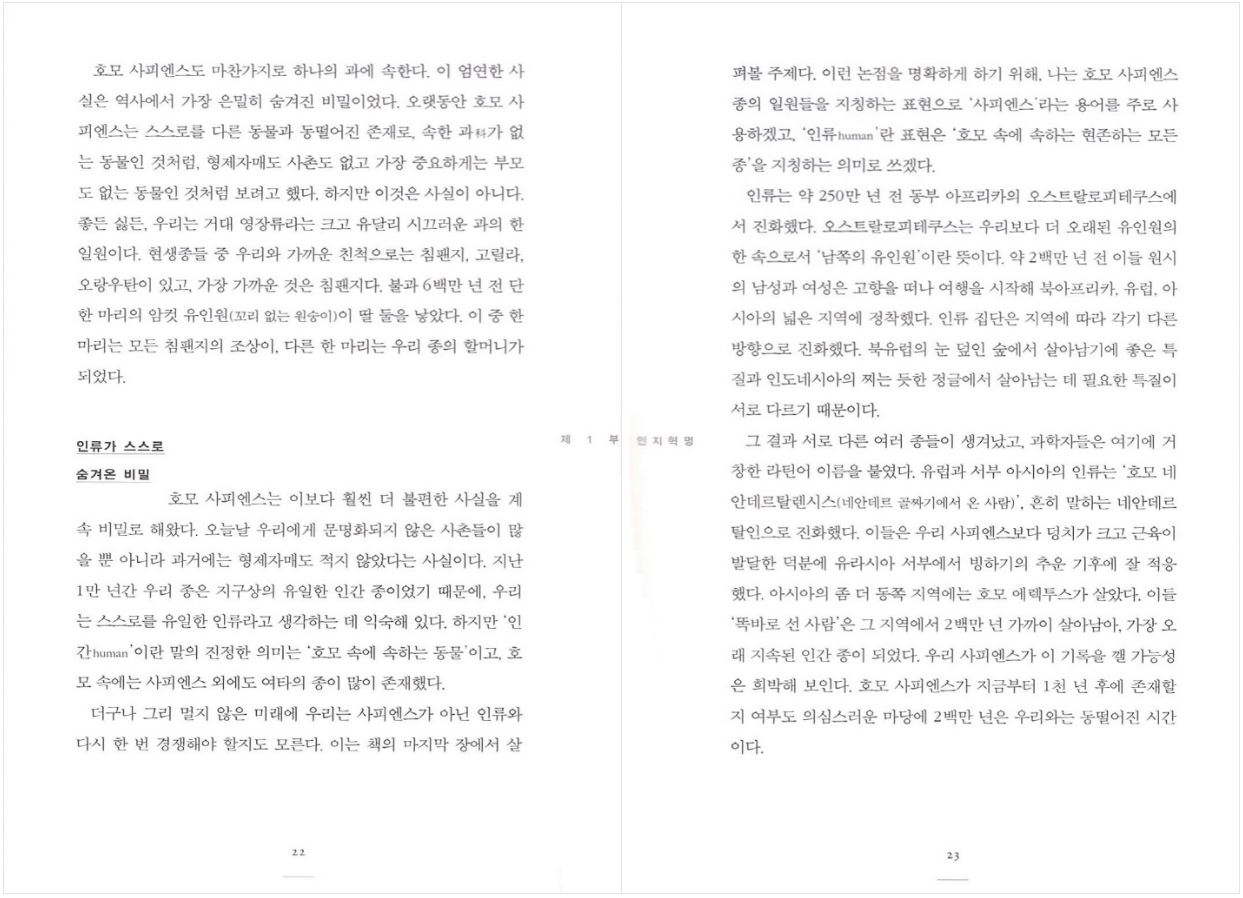 호모 사피엔스도 마찬가지로 하나의 과에 속한다. 이 엄연한 사
실은 역사에서 가장 은밀히 숨겨진 비밀이었다. 오랫동안 호모 사
피엔스는 스스로를 다른 동물과 동떨어진 존재로, 속한 과科가 없
는 동물인 것처럼, 형제자매도 사촌도 없고 가장 중요하게는 부모
도 없는 동물인 것처럼 보려고 했다. 하지만 이것은 사실이 아니다.
좋든 싫든, 우리는 거대 영장류라는 크고 유달리 시끄러운 과의 한
일원이다. 현생종들 중 우리와 가까운 친척으로는 침팬지, 고릴라,
오랑우탄이 있고, 가장 가까운 것은 침팬지다. 불과 6백만 년 전 단
한 마리의 암컷 유인원(꼬리 없는 원숭이)이 딸 둘을 낳았다. 이 중 한
마리는 모든 침팬지의 조상이, 다른 한 마리는 우리 종의 할머니가
되었다.
인류가 스스로
숨겨온 비밀
호모 사피엔스는 이보다 훨씬 더 불편한 사실을 계
속 비밀로 해왔다. 오늘날 우리에게 문명화되지 않은 사촌들이 많
을 뿐 아니라 과거에는 형제자매도 적지 않았다는 사실이다. 지난
1만 년간 우리 종은 지구상의 유일한 인간 종이었기 때문에, 우리
는 스스로를 유일한 인류라고 생각하는 데 익숙해 있다. 하지만 ‘인
간human’이란 말의 진정한 의미는 ‘호모 속에 속하는 동물’이고, 호
모 속에는 사피엔스 외에도 여타의 종이 많이 존재했다.
더구나 그리 멀지 않은 미래에 우리는 사피엔스가 아닌 인류와
다시 한 번 경쟁해야 할지도 모른다. 이는 책의 마지막 장에서 살
22
제 1 부 인지혁명
펴볼 주제다. 이런 논점을 명확하게 하기 위해, 나는 호모 사피엔스
종의 일원들을 지칭하는 표현으로 ‘사피엔스’라는 용어를 주로 사
용하겠고, ‘인류human’란 표현은 ‘호모 속에 속하는 현존하는 모든
종’을 지칭하는 의미로 쓰겠다.
인류는 약 250만 년 전 동부 아프리카의 오스트랄로피테쿠스에
서 진화했다. 오스트랄로피테쿠스는 우리보다 더 오래된 유인원의
한 속으로서 ‘남쪽의 유인원’이란 뜻이다. 약 2백만 년 전 이들 원시
의 남성과 여성은 고향을 떠나 여행을 시작해 북아프리카, 유럽, 아
시아의 넓은 지역에 정착했다. 인류 집단은 지역에 따라 각기 다른
방향으로 진화했다. 북유럽의 눈 덮인 숲에서 살아남기에 좋은 특
질과 인도네시아의 찌는 듯한 정글에서 살아남는 데 필요한 특질이
서로 다르기 때문이다.
그 결과 서로 다른 여러 종들이 생겨났고, 과학자들은 여기에 거
창한 라틴어 이름을 붙였다. 유럽과 서부 아시아의 인류는 ‘호모 네
안데르탈렌시스(네안데르 골짜기에서 온 사람)’, 흔히 말하는 네안데르
탈인으로 진화했다. 이들은 우리 사피엔스보다 덩치가 크고 근육이
발달한 덕분에 유라시아 서부에서 빙하기의 추운 기후에 잘 적응
했다. 아시아의 좀 더 동쪽 지역에는 호모 에렉투스가 살았다. 이들
‘똑바로 선 사람’은 그 지역에서 2백만 년 가까이 살아남아, 가장 오
래 지속된 인간 종이 되었다. 우리 사피엔스가 이 기록을 깰 가능성
은 희박해 보인다. 호모 사피엔스가 지금부터 1천 년 후에 존재할
지 여부도 의심스러운 마당에 2백만 년은 우리와는 동떨어진 시간
이다.
23